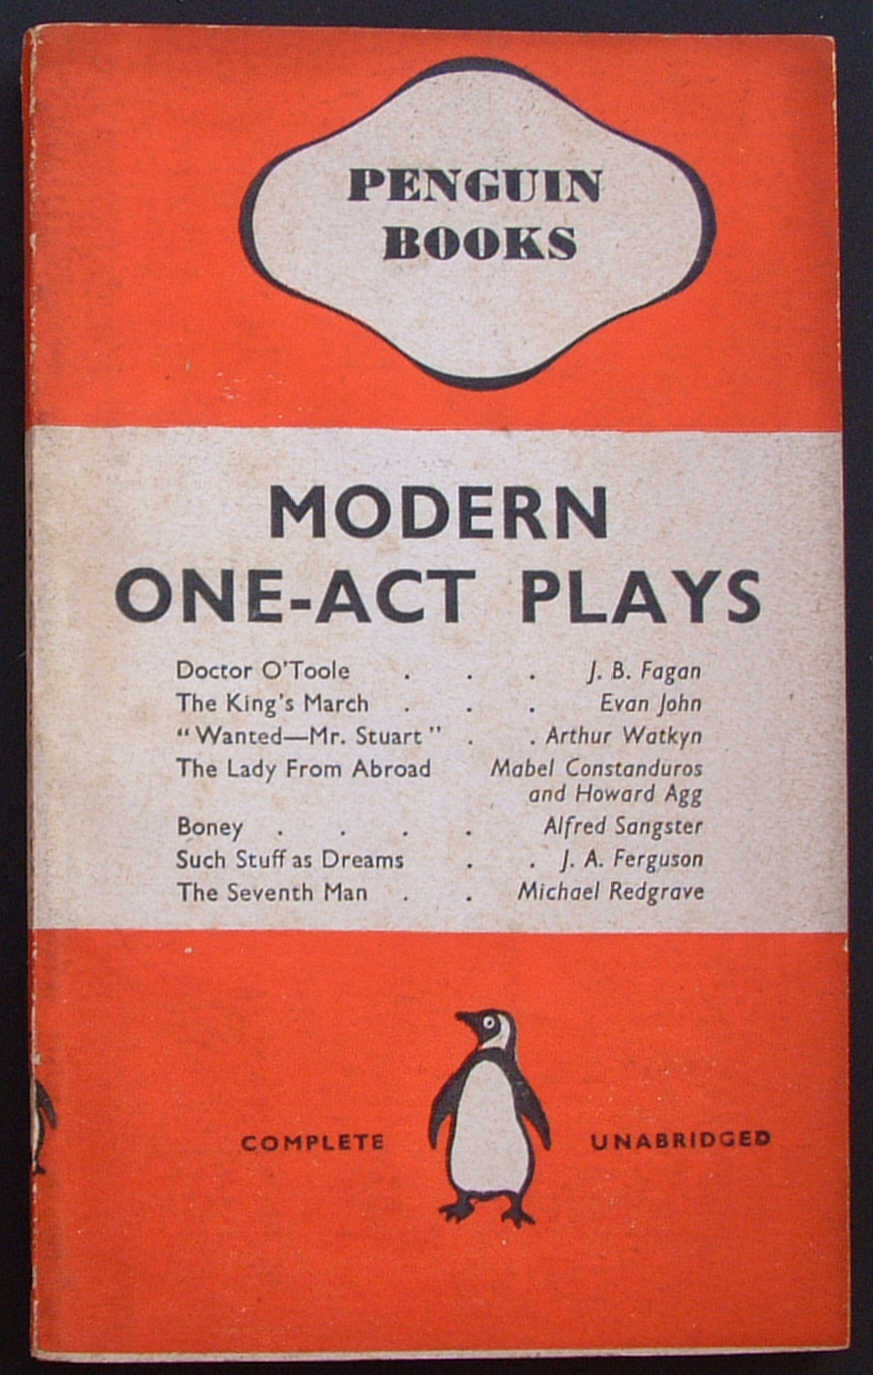 PENGUIN
BOOKS
MODERN
ONE-ACT PLAYS
Doctor O'Toole . . . J. B. Fagan
The King's March . . . Evan John
“Wanted—Mr. Stuart” . . Arthur Watkyn
The Lady From Abroad Mabel Constanduros
and Howard Agg
Boney . . . . Alfred Sangster
Such Stuff as Dreams . . J. A. Ferguson
The Seventh Man . . Michael Redgrave
COMPLETE UNABRIDGED